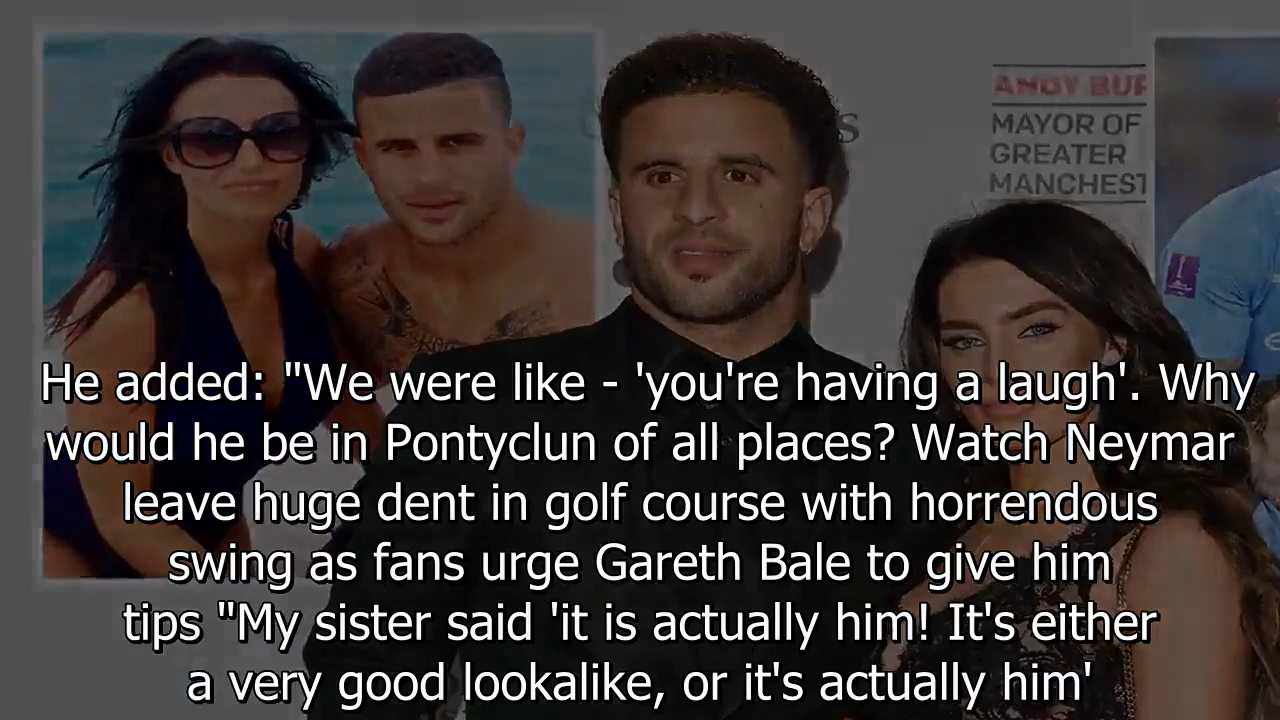 S
ANDY BUR
MAYOR OF
GREATER
MANCHEST
He added: "We were like - 'you're having a laugh'. Why
would he be in Pontyclun of all places? Watch Neymar
leave huge dent in golf course with horrendous
swing as fans urge Gareth Bale to give him
tips "My sister said 'it is actually him! It's either
a very good lookalike, or it's actually him'